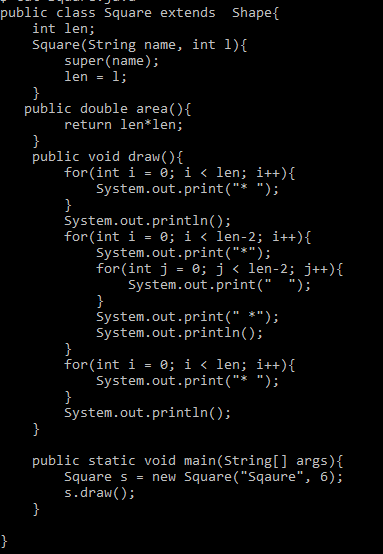 public class Square extends  Shape{
    int len;
    Square(String name, int l){
        super(name);
        len = l;
    }
   public double area(){
        return len*len;
    }
    public void draw(){
        for(int i = 0; i < len; i++){
            System.out.print("* ");
        }
        System.out.println();
        for(int i = 0; i < len-2; i++){
            System.out.print("*");
            for(int j = 0; j < len-2; j++){
                System.out.print("  ");
            }
            System.out.print(" *");
            System.out.println();
        }
        for(int i = 0; i < len; i++){
            System.out.print("* ");
        }
        System.out.println();
    }

    public static void main(String[] args){
        Square s = new Square("Sqaure", 6);
        s.draw();
    }

}